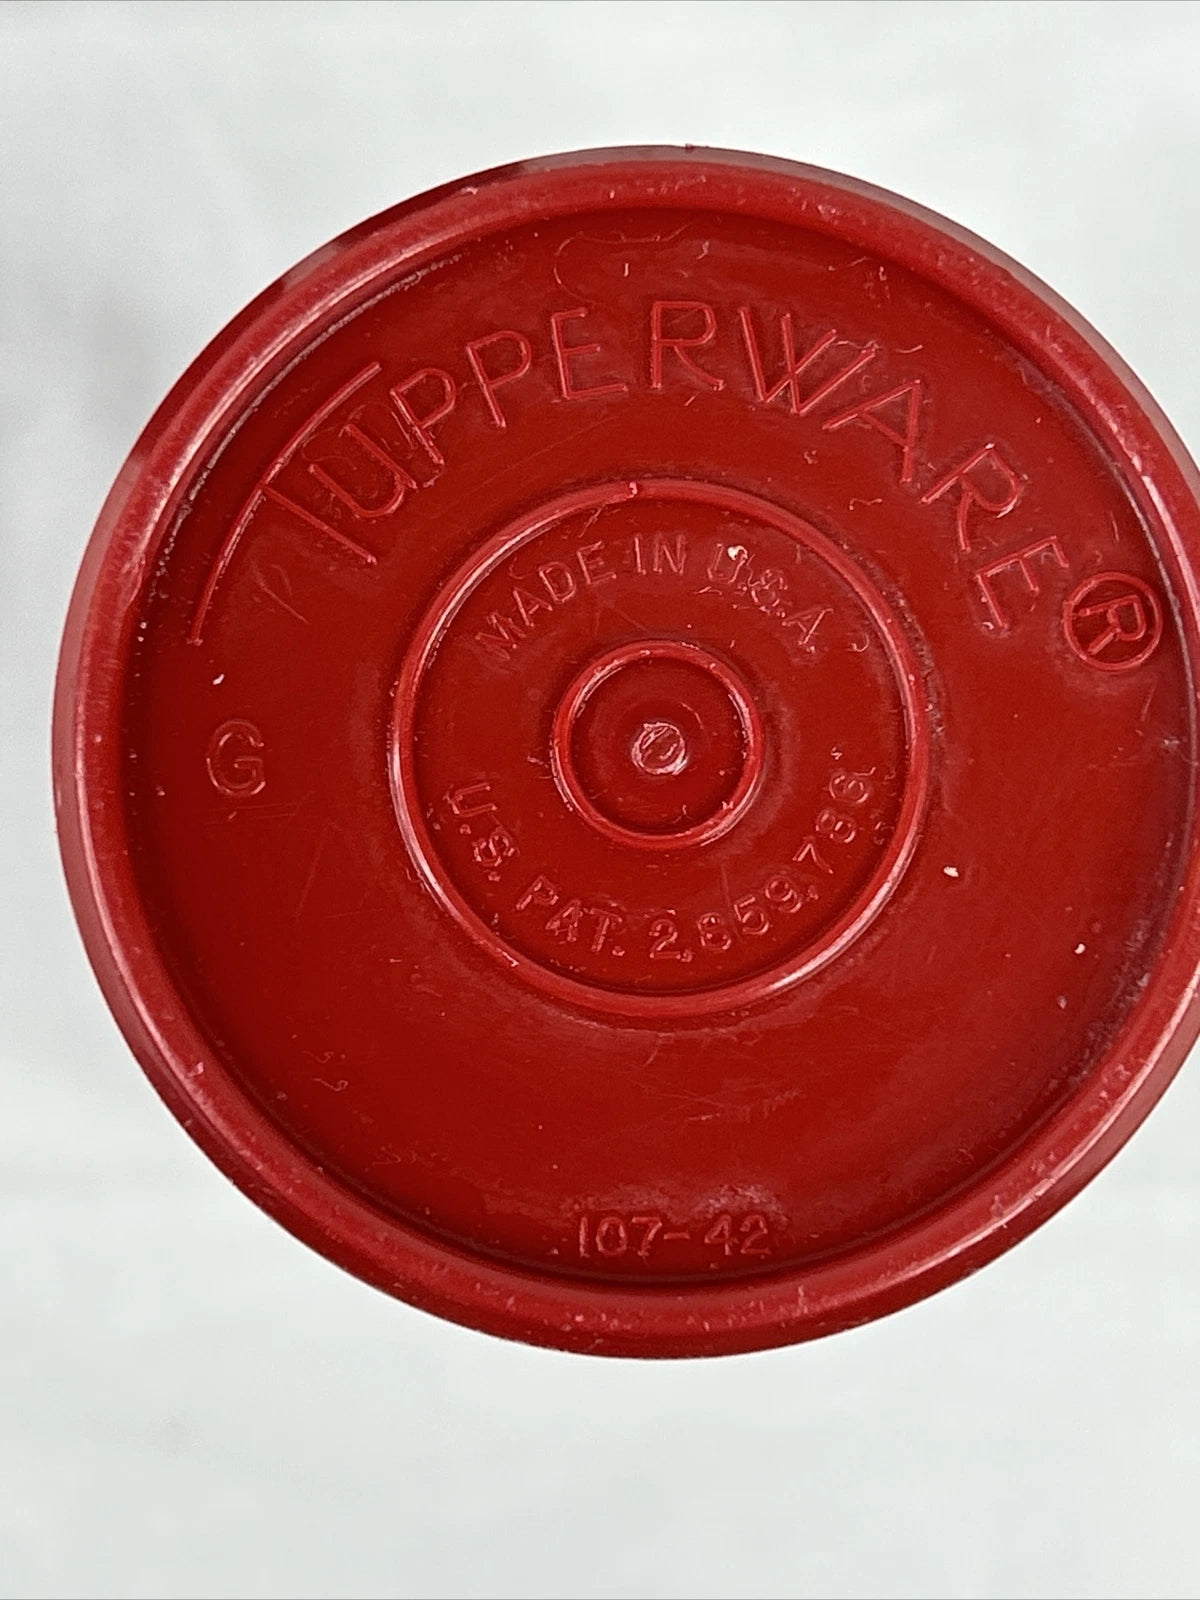 TUPPERWARE®
MADE IN U.S.A.
G
U.S. PAT. 2,859,786
107-42